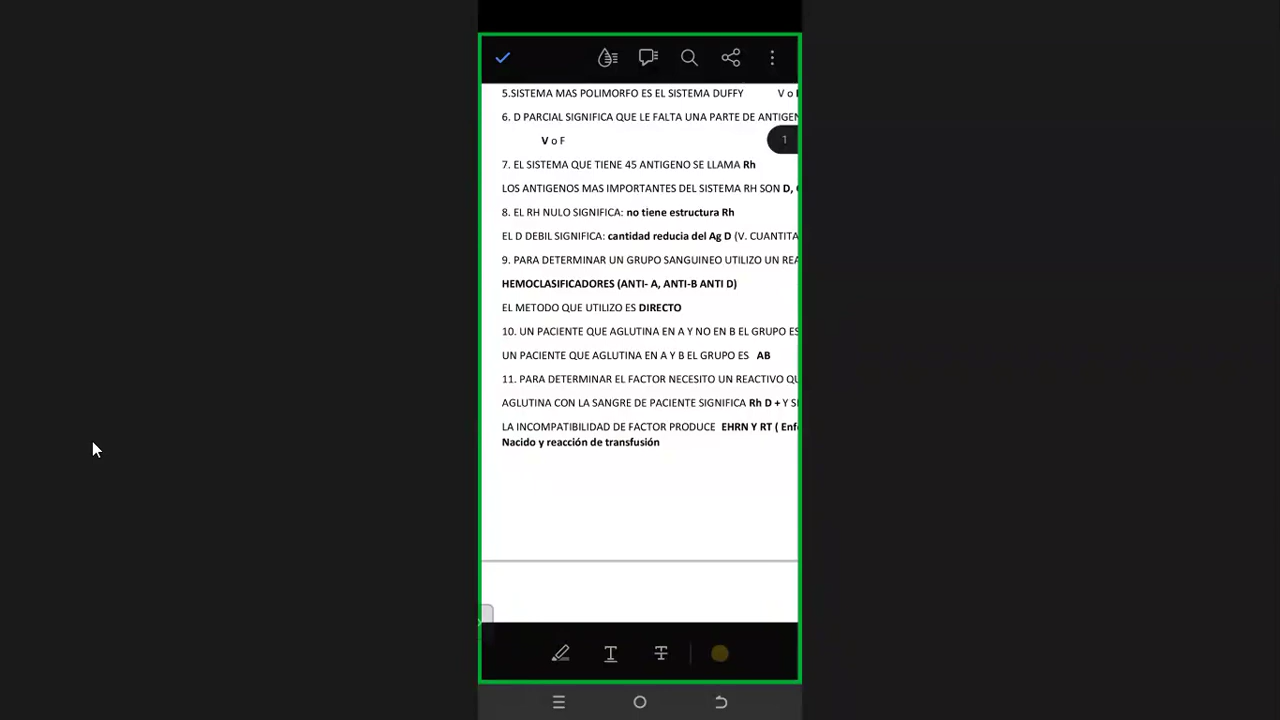 5.SISTEMA MAS POLIMORFO ES EL SISTEMA DUFFY V o
6. D PARCIAL SIGNIFICA QUE LE FALTA UNA PARTE DE ANTIGEN
V o F
1
7. EL SISTEMA QUE TIENE 45 ANTIGENO SE LLAMA Rh
LOS ANTIGENOS MAS IMPORTANTES DEL SISTEMA RH SON D,
8. EL RH NULO SIGNIFICA: no tiene estructura Rh
EL D DEBIL SIGNIFICA: cantidad reducia del Ag D (V. CUANTITA
9. PARA DETERMINAR UN GRUPO SANGUINEO UTILIZO UN REA
HEMOCLASIFICADORES (ANTI- A, ANTI-B ANTI D)
EL METODO QUE UTILIZO ES DIRECTO
10. UN PACIENTE QUE AGLUTINA EN A Y NO EN B EL GRUPO ES
UN PACIENTE QUE AGLUTINA EN A Y B EL GRUPO ES AB
11. PARA DETERMINAR EL FACTOR NECESITO UN REACTIVO QU
AGLUTINA CON LA SANGRE DE PACIENTE SIGNIFICA Rh D + Y S
LA INCOMPATIBILIDAD DE FACTOR PRODUCE EHRN Y RT ( Enf
Nacido y reacción de transfusión